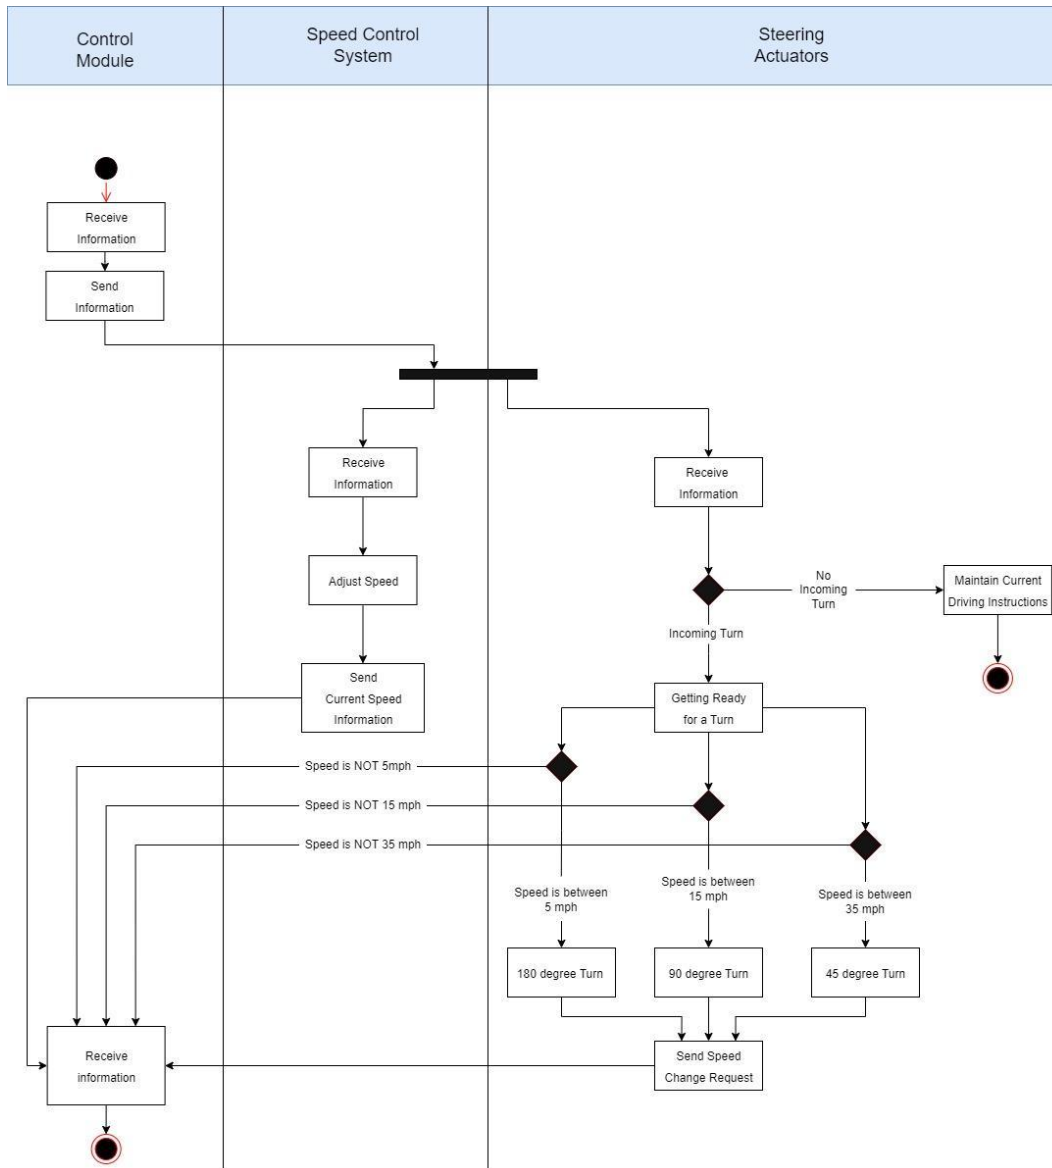 Control
Module
Speed Control
System
Steering
Actuators
Receive
Information
Send
Information
Receive
Information
Receive
Information
Adjust Speed
No
Incoming
Turn
Maintain Current
Driving Instructions
Incoming Turn
Send
Current Speed
Information
Getting Ready
for a Turn
Speed is NOT 5mph
Speed is NOT 15 mph
Speed is NOT 35 mph
Speed is between
5 mph
Speed is between
15 mph
Speed is between
35 mph
180 degree Turn
90 degree Turn
45 degree Turn
Receive
information
Send Speed
Change Request